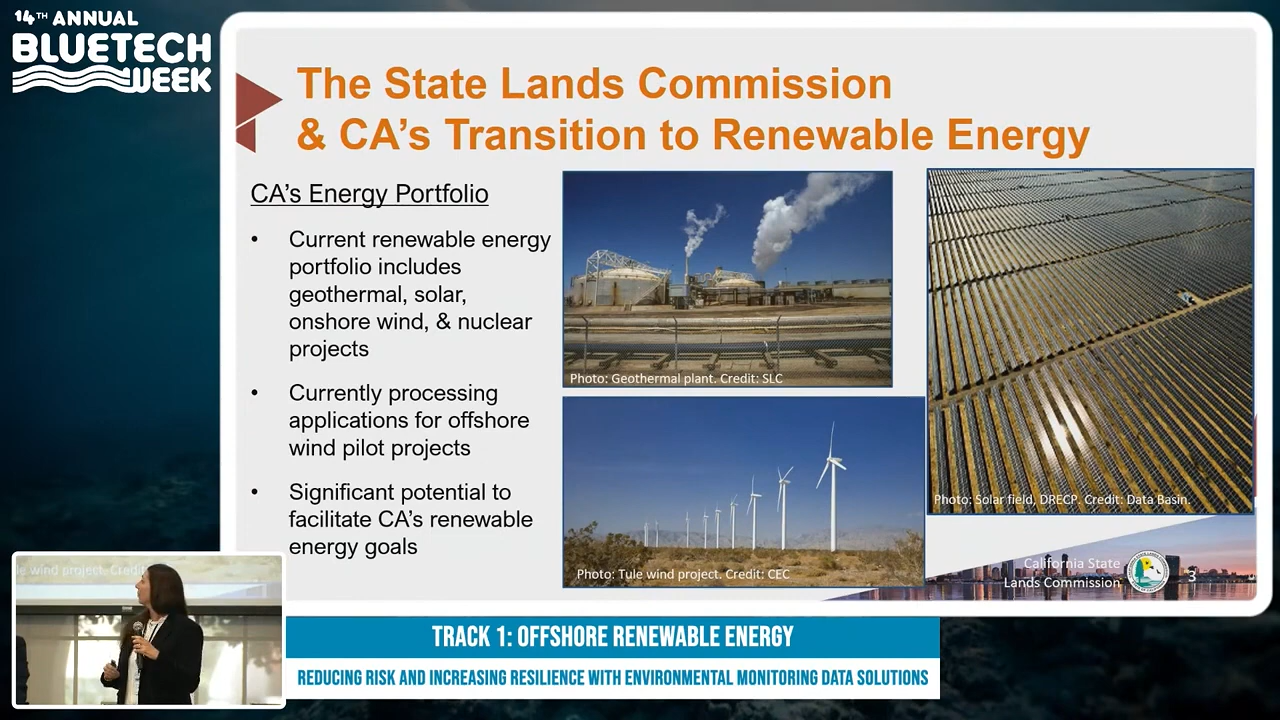 14TH ANNUAL
BLUETECH
WEEK
The State Lands Commission
& CA's Transition to Renewable Energy
CA's Energy Portfolio
• Current renewable energy
portfolio includes
geothermal, solar,
onshore wind, & nuclear
projects
• Currently processing
applications for offshore
wind pilot projects
• Significant potential to
facilitate CA's renewable
energy goals
Photo: Geothermal plant. Credit: SLC
Photo: Tule wind project. Credit: CEC
Photo: Solar field, DRECP. Credit: Data Basin.
California State
Lands Commission
3
le wind project. Credit
TRACK 1: OFFSHORE RENEWABLE ENERGY
REDUCING RISK AND INCREASING RESILIENCE WITH ENVIRONMENTAL MONITORING DATA SOLUTIONS